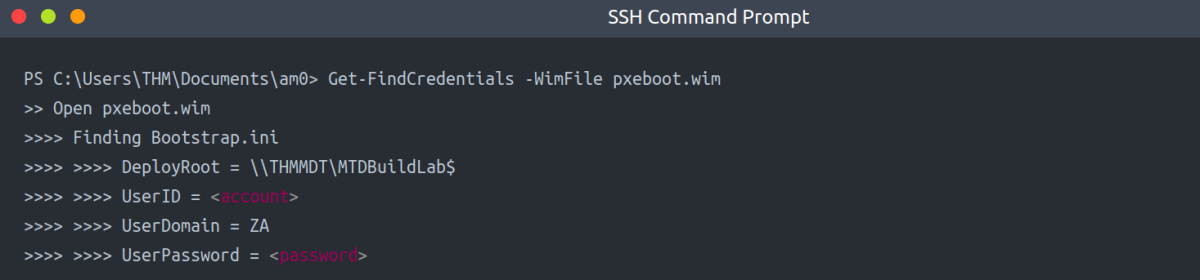 SSH Command Prompt
PS C:\Users\THM\Documents\am0> Get-FindCredentials -WimFile pxeboot.wim
>> Open pxeboot.wim
>>>> Finding Bootstrap.ini
>>>> >>>> DeployRoot = \\THMMDT\MTDBuildLab$
>>>> >>>> UserID = <account>
>>>> >>>> UserDomain = ZA
>>>> >>>> UserPassword = <password>